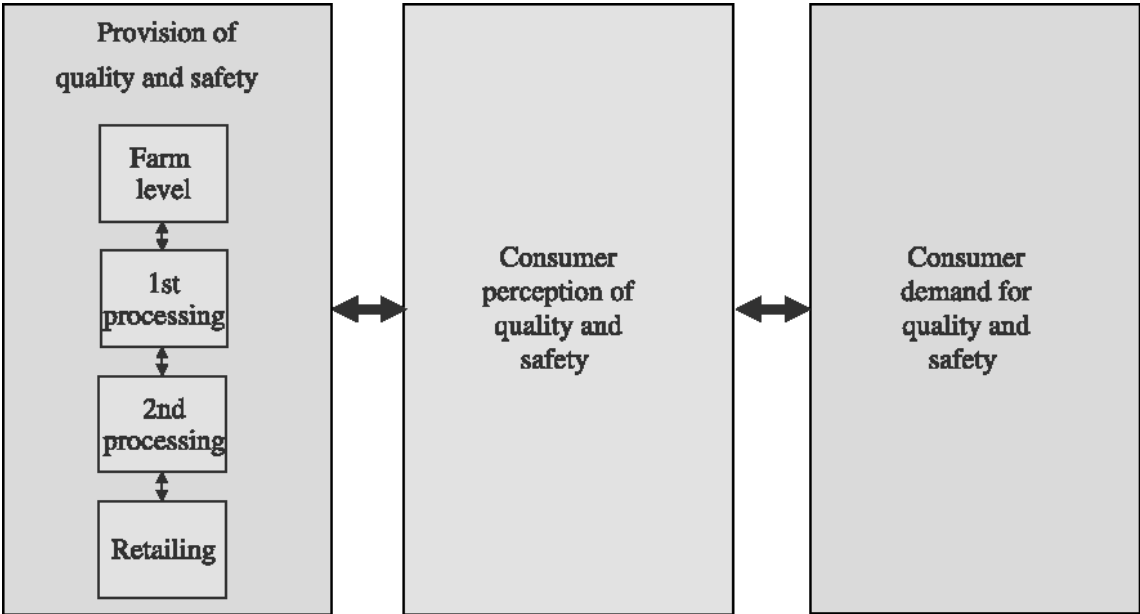 Provision of
quality and safety
Farm
level
1st
processing
2nd
processing
Retailing
Consumer
perception of
quality and
safety
Consumer
demand for
quality and
safety